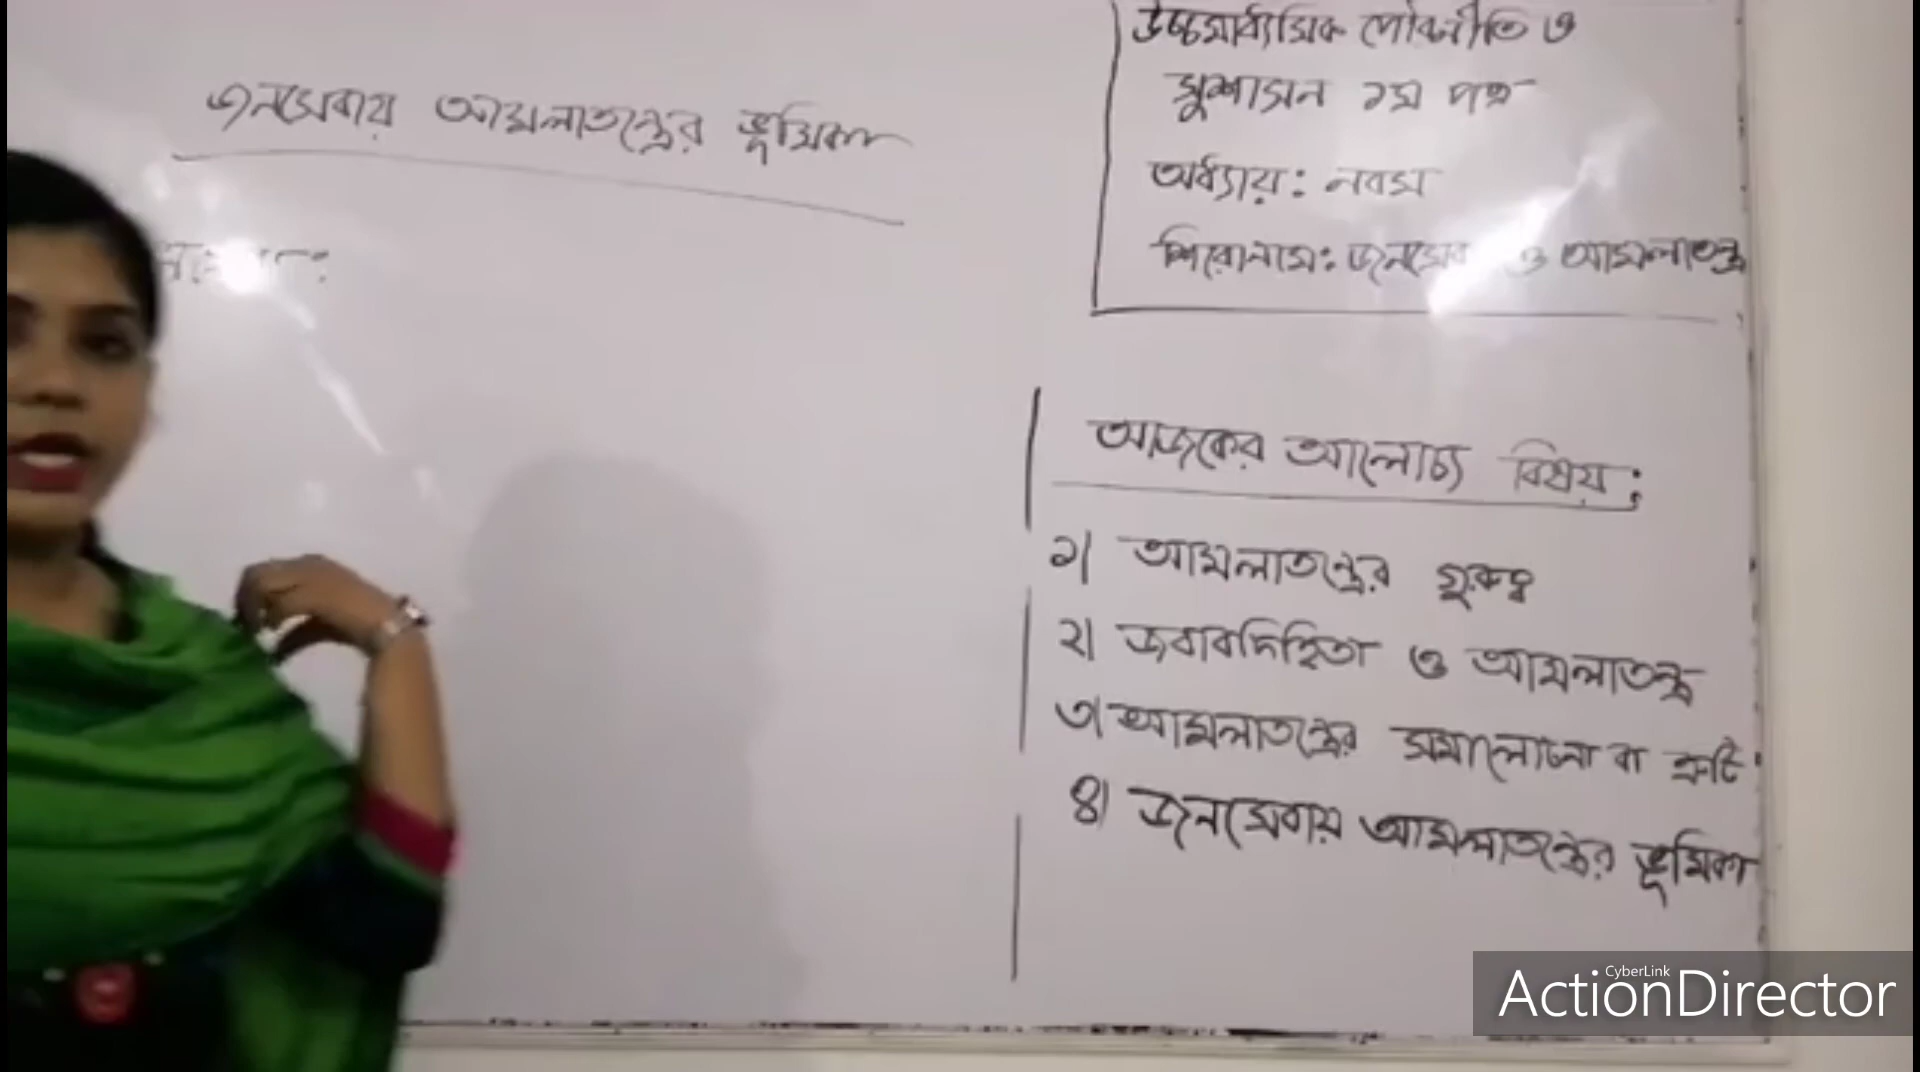 জনসেবায় আমলাতন্ত্রের ভূমিকা
উচ্চমাধ্যমিক পৌরনীতি ও
সুশাসন ১ম পত্র
অধ্যায়: নবম
শিরোনাম: জনসেবা ও আমলাতন্ত্র
আজকের আলোচ্য বিষয়:
১। আমলাতন্ত্রের গুরুত্ব
২। জবাবদিহিতা ও আমলাতন্ত্র
৩। আমলাতন্ত্রের সমালোচনা বা ত্রুটি
৪। জনসেবায় আমলাতন্ত্রের ভূমিকা
CyberLink
ActionDirector